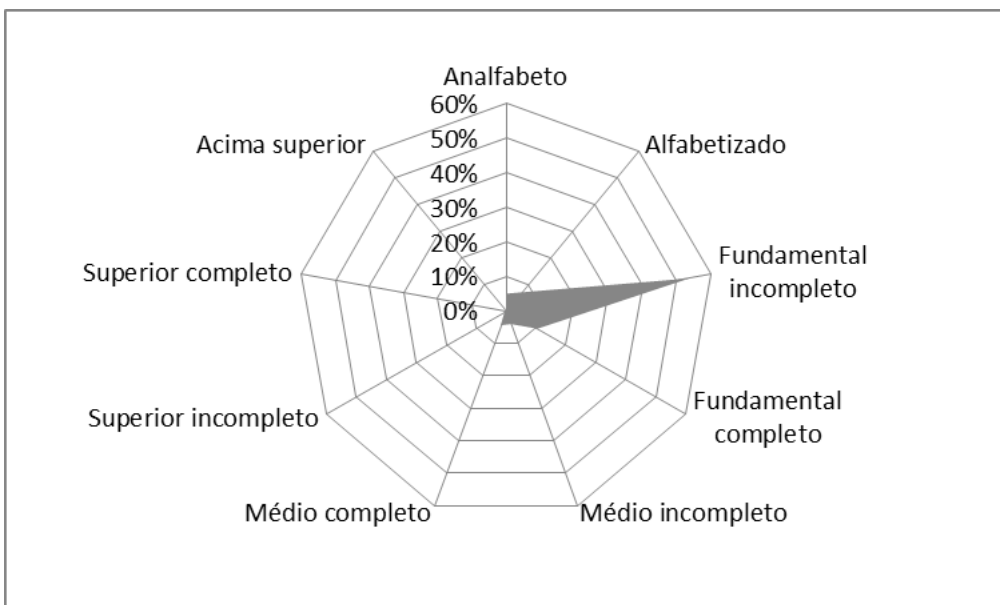 Analfabeto
60%
50%
40%
30%
20%
10%
0%
Alfabetizado
Fundamental
incompleto
Fundamental
completo
Médio incompleto
Médio completo
Superior incompleto
Superior completo
Acima superior